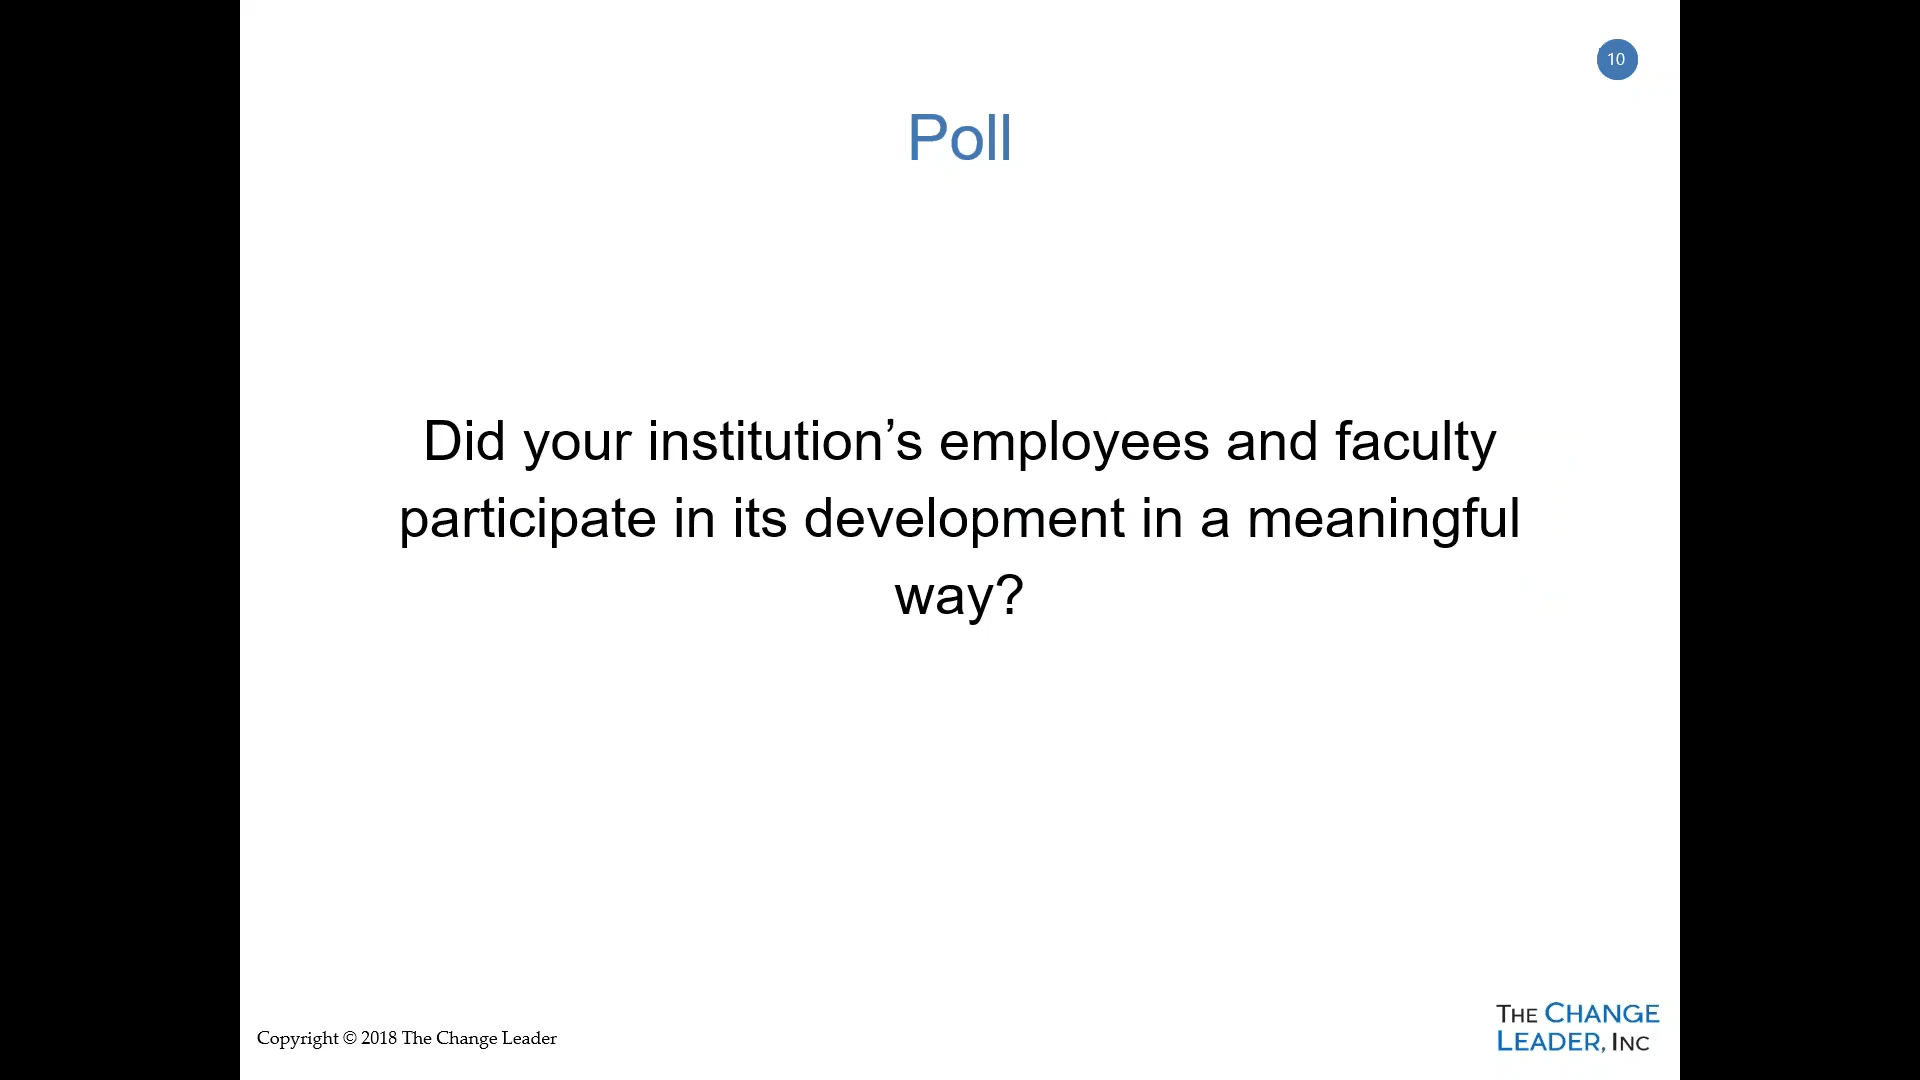 10
Poll
Did your institution’s employees and faculty
participate in its development in a meaningful
way?
Copyright © 2018 The Change Leader
THE CHANGE
LEADER, INC